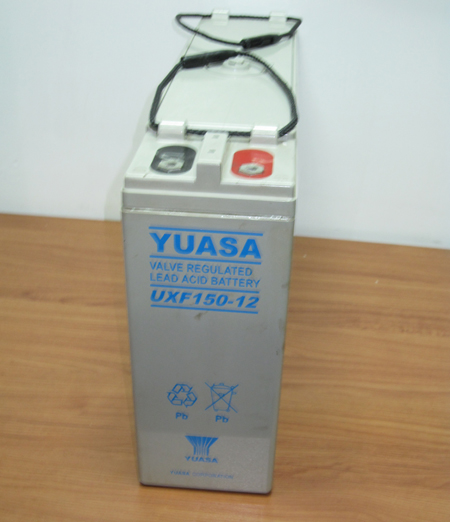 YUASA
VALVE REGULATED
LEAD ACID BATTERY
UXF150-12
Pb
Pb
YUASA